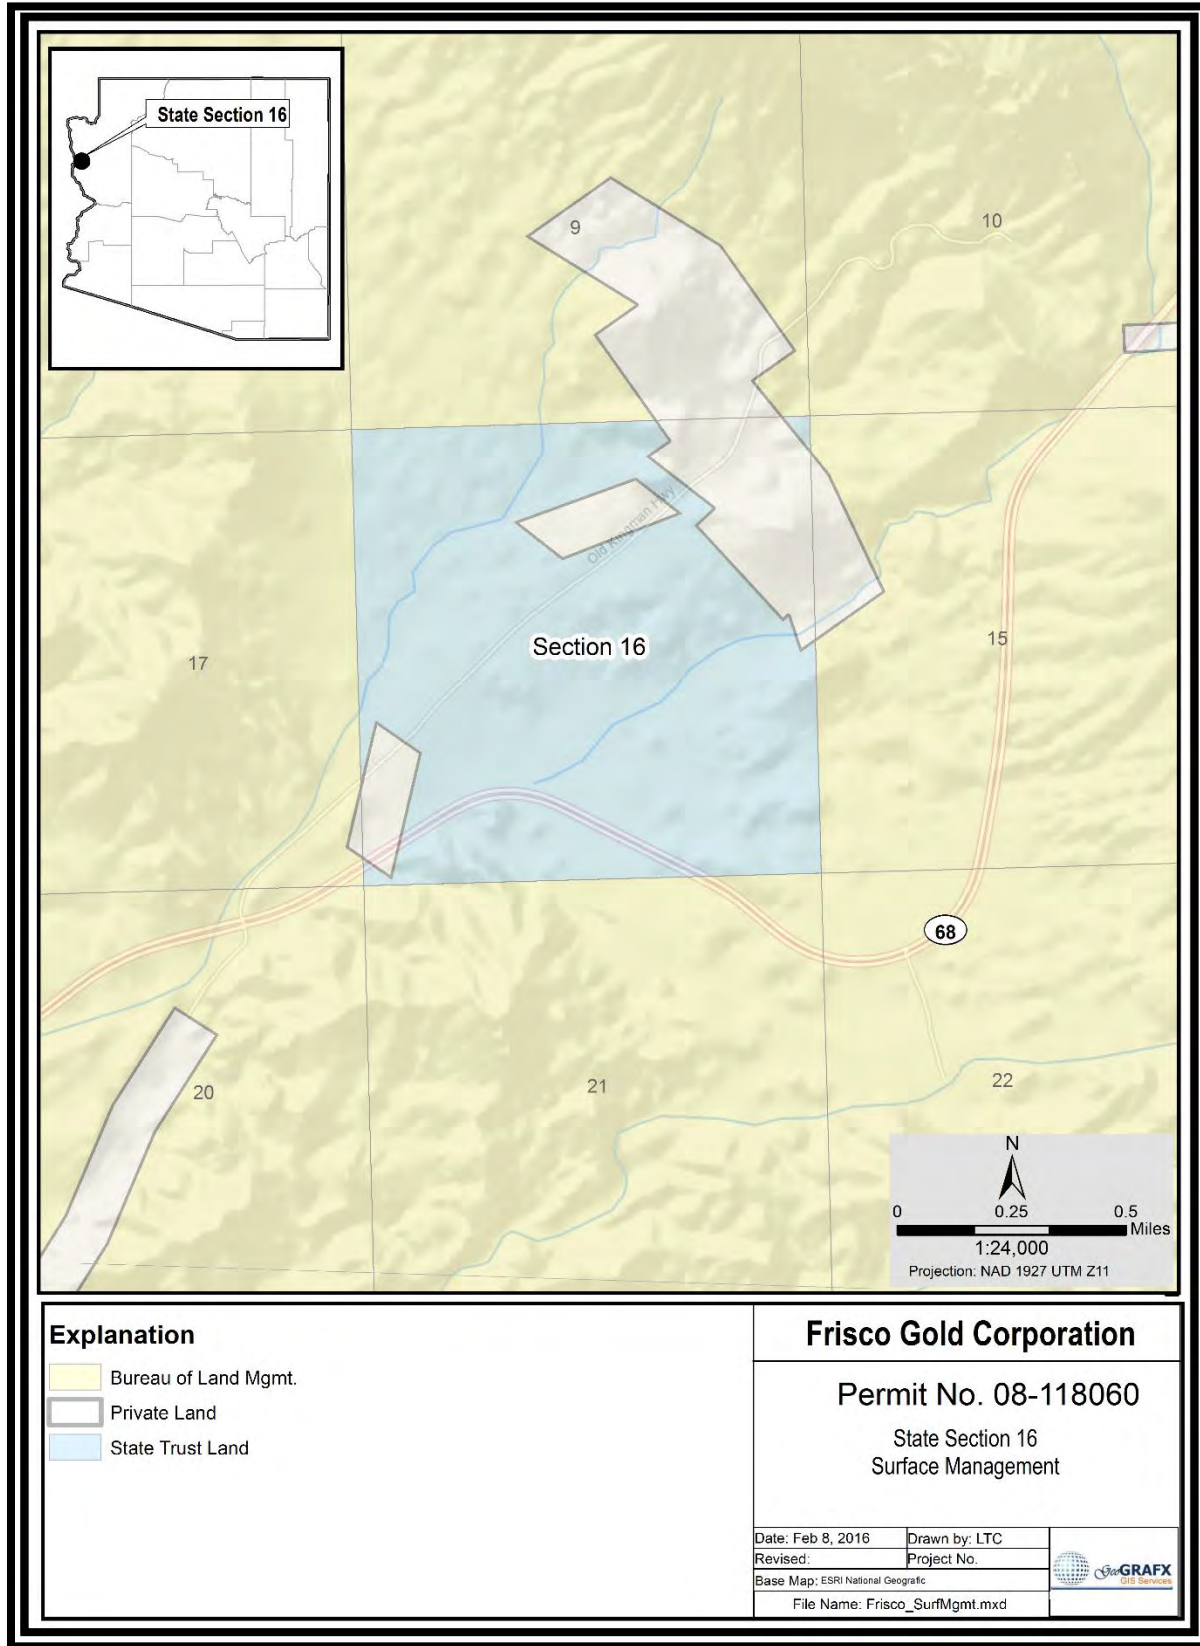 State Section 16
9
10
Old Kingman Hwy
Section 16
17
15
68
20
21
22
N
0 0.25 0.5
Miles
1:24,000
Projection: NAD 1927 UTM Z11
Explanation
Bureau of Land Mgmt.
Private Land
State Trust Land
Frisco Gold Corporation
Permit No. 08-118060
State Section 16
Surface Management
Date: Feb 8, 2016 Drawn by: LTC
Revised: Project No.
Base Map: ESRI National Geografic
File Name: Frisco_SurfMgmt.mxd
GeoGRAFX
GIS Services